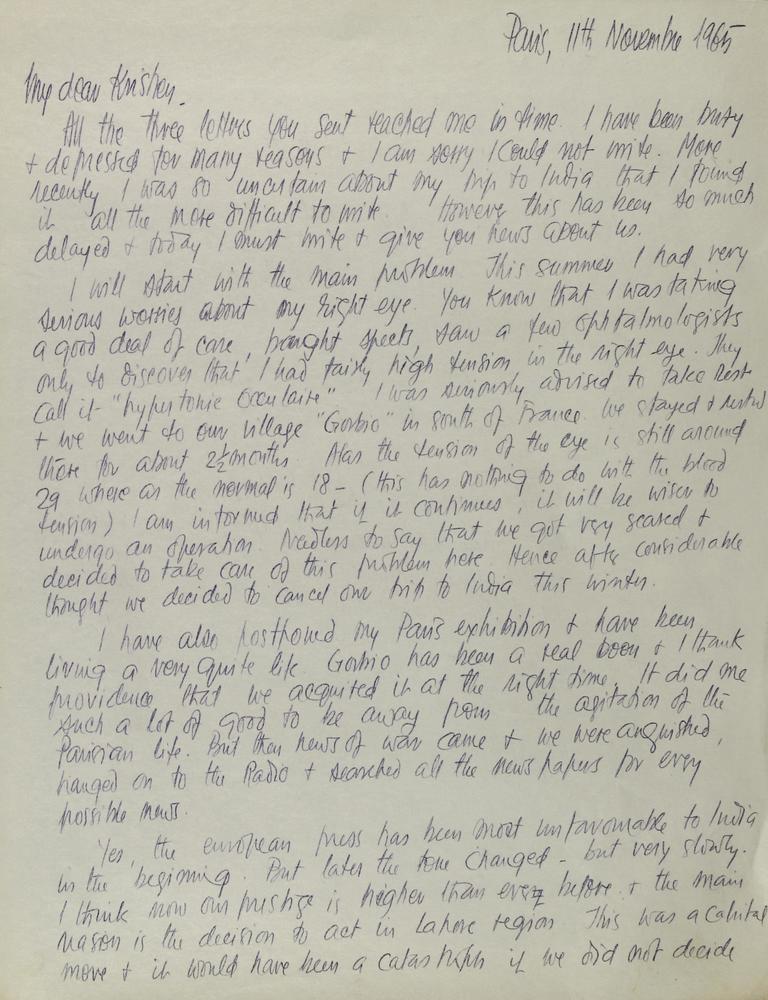 Paris, 11th Novembre 1965
My dear Krishen.
All the three letters you sent reached me in time. I have been busy
+ depressed for many reasons + I am sorry I could not write. More
recently I was so uncertain about my trip to India that I found
it all the more difficult to write. However this has been so much
delayed + today I must write + give you news about us.
I will start with the main problem. This summer I had very
serious worries about my right eye. You know that I was taking
a good deal of care, bought spects, saw a few ophtalmologists
only to discover that I had fairly high tension in the right eye. They
call it "hypertonie occulaire" I was seriously advised to take rest
+ we went to our village "Gorbio" in south of France. We stayed + rested
there for about 2½ months. Alas the tension of the eye is still around
29 where as the normal is 18 - (this has nothing to do with the blood
tension) I am informed that if it continues, it will be wiser to
undergo an operation. Needless to say that we got very scared +
decided to take care of this problem here. Hence after considerable
thought we decided to cancel our trip to India this winter.
I have also postponed my Paris exhibition + have been
living a very quite life. Gorbio has been a real boon + I thank
providence that we acquired it at the right time. It did me
such a lot of good to be away from the agitation of the
Parisian life. But then news of war came + we were anguished,
hanged on to the Radio + searched all the news papers for every
possible news.
Yes, the european press has been most unfavourable to India
in the beginning. But later the tone changed - but very slowly.
I think now our prestige is higher than every before + the main
reason is the decision to act in Lahore region. This was a capital
move + it would have been a catastroph if we did not decide